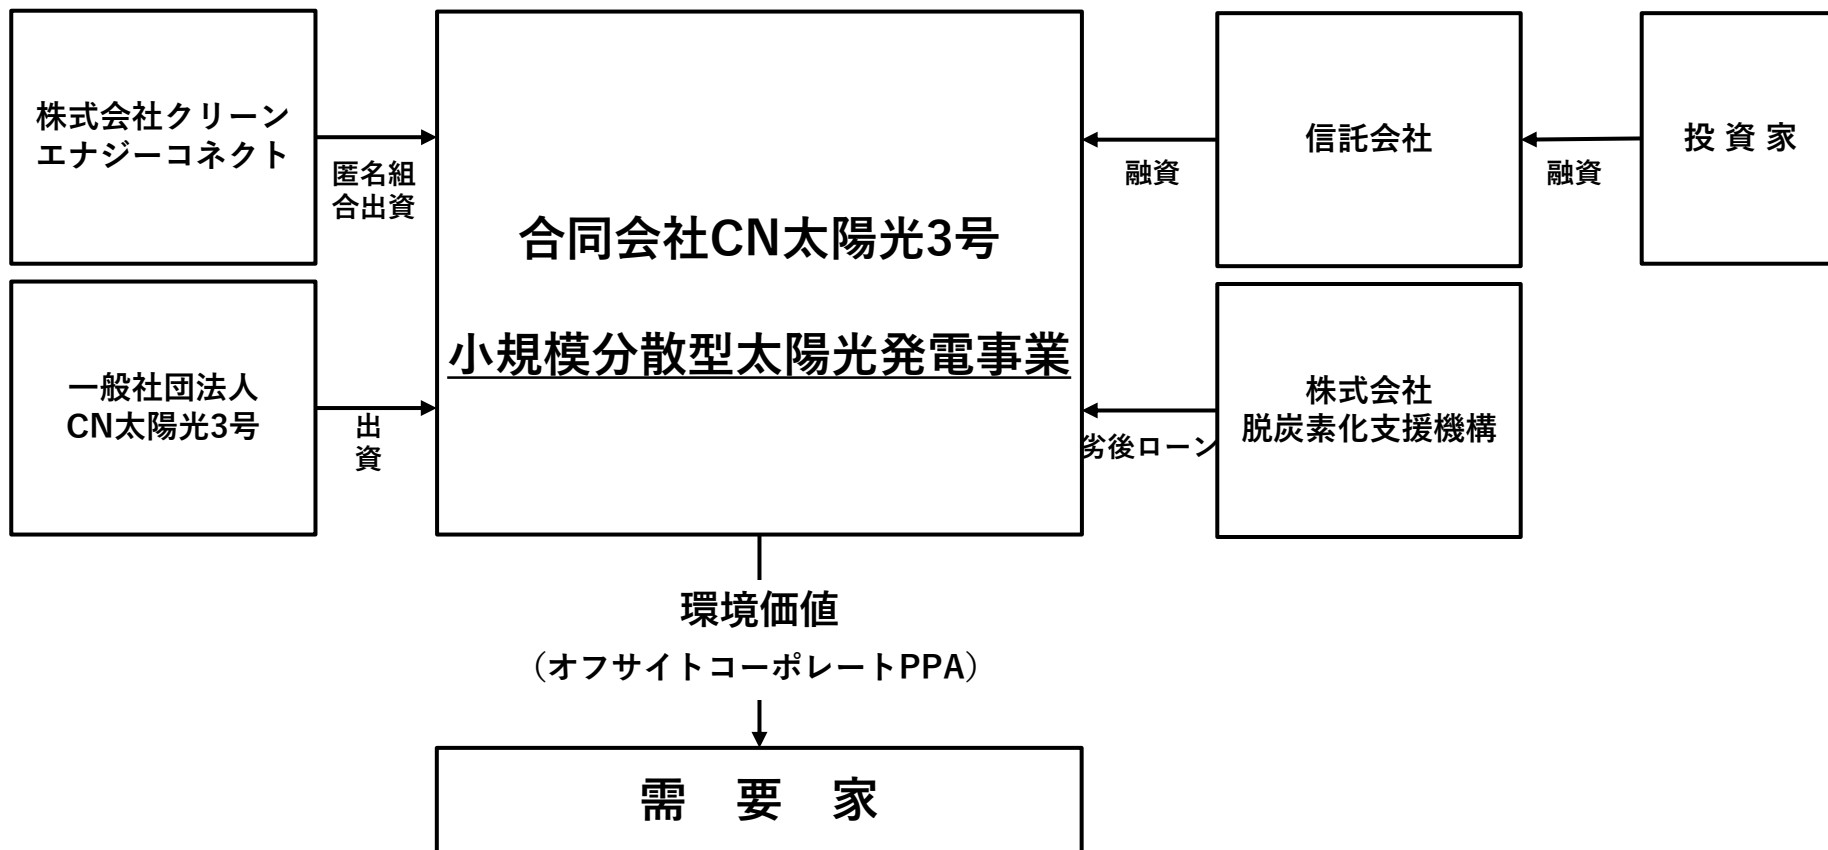 株式会社クリーン
エナジーコネクト
匿名組
合出資
一般社団法人
CN太陽光3号
出
資
合同会社CN太陽光3号
小規模分散型太陽光発電事業
融資
信託会社
融資
投 資 家
劣後ローン
株式会社
脱炭素化支援機構
環境価値
（オフサイトコーポレートPPA）
需　要　家